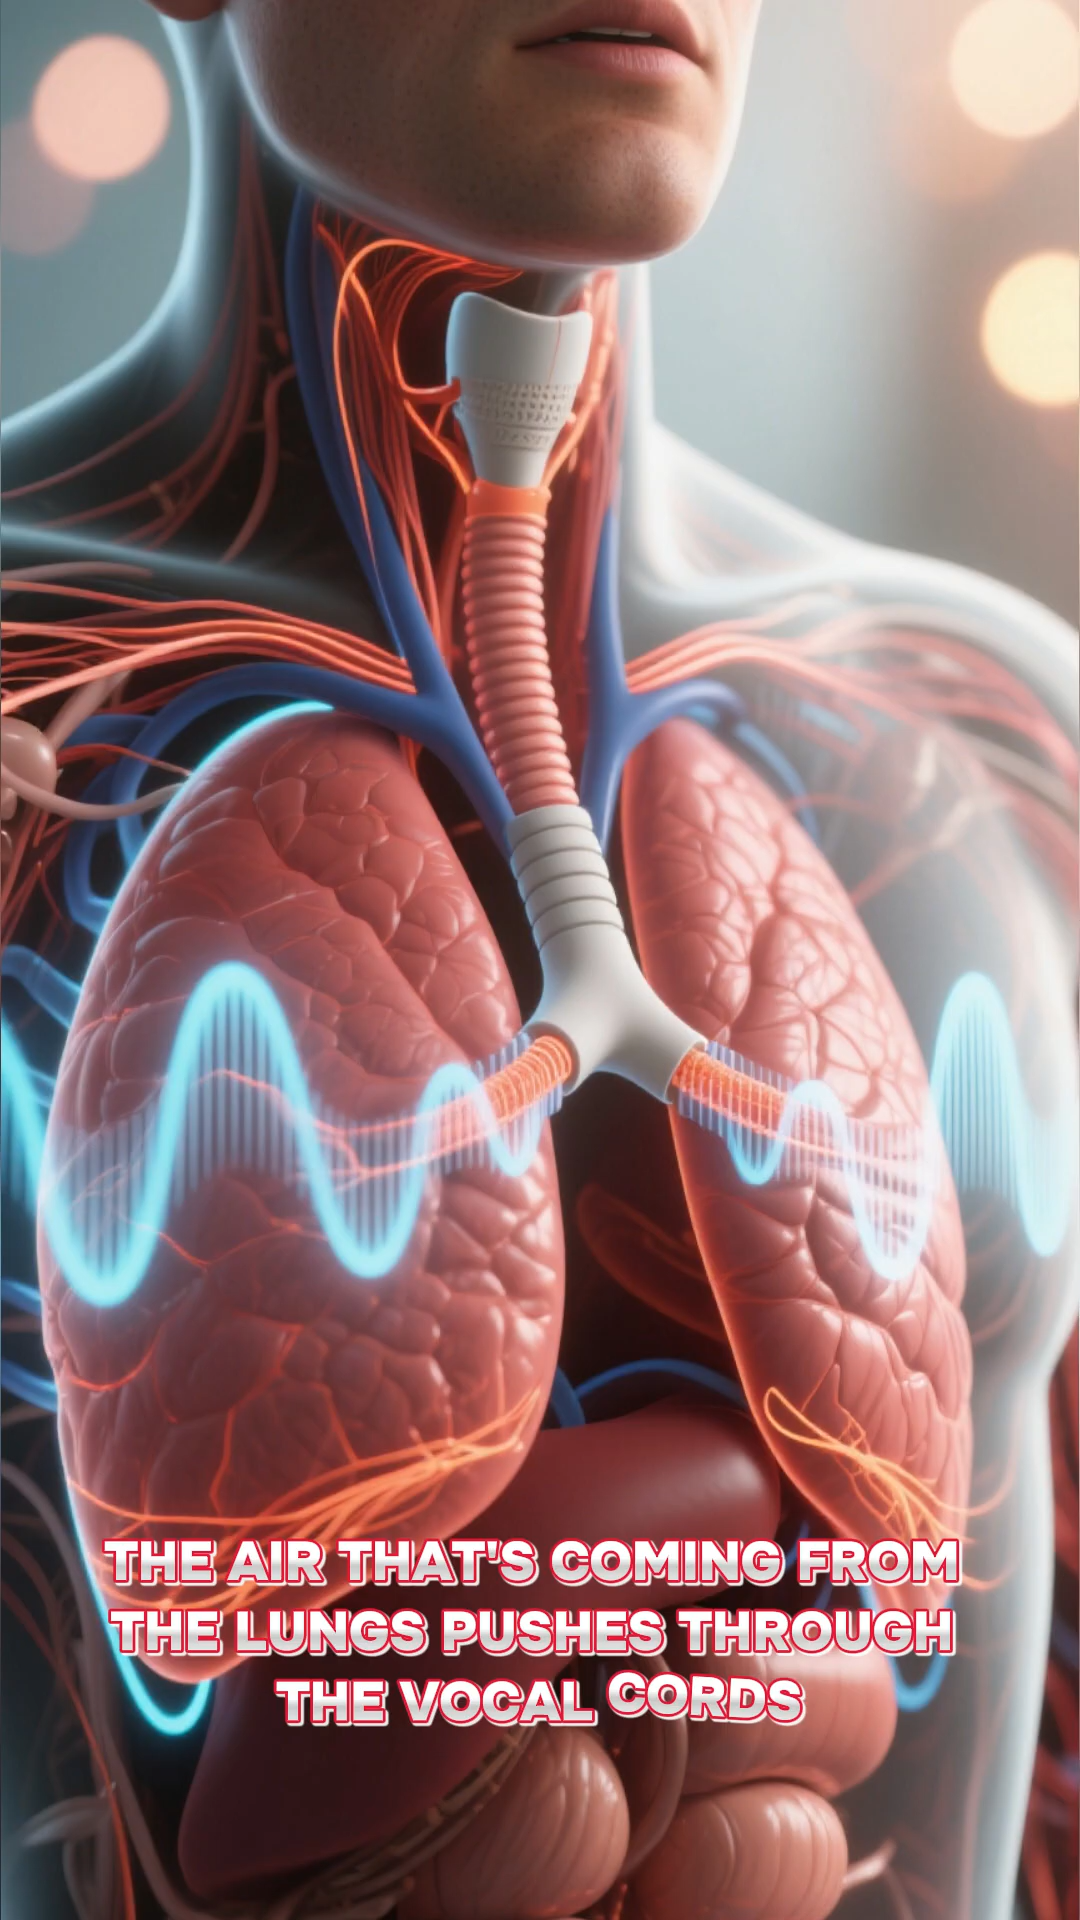 THE AIR THAT'S COMING FROM
THE LUNGS PUSHES THROUGH
THE VOCAL CORDS